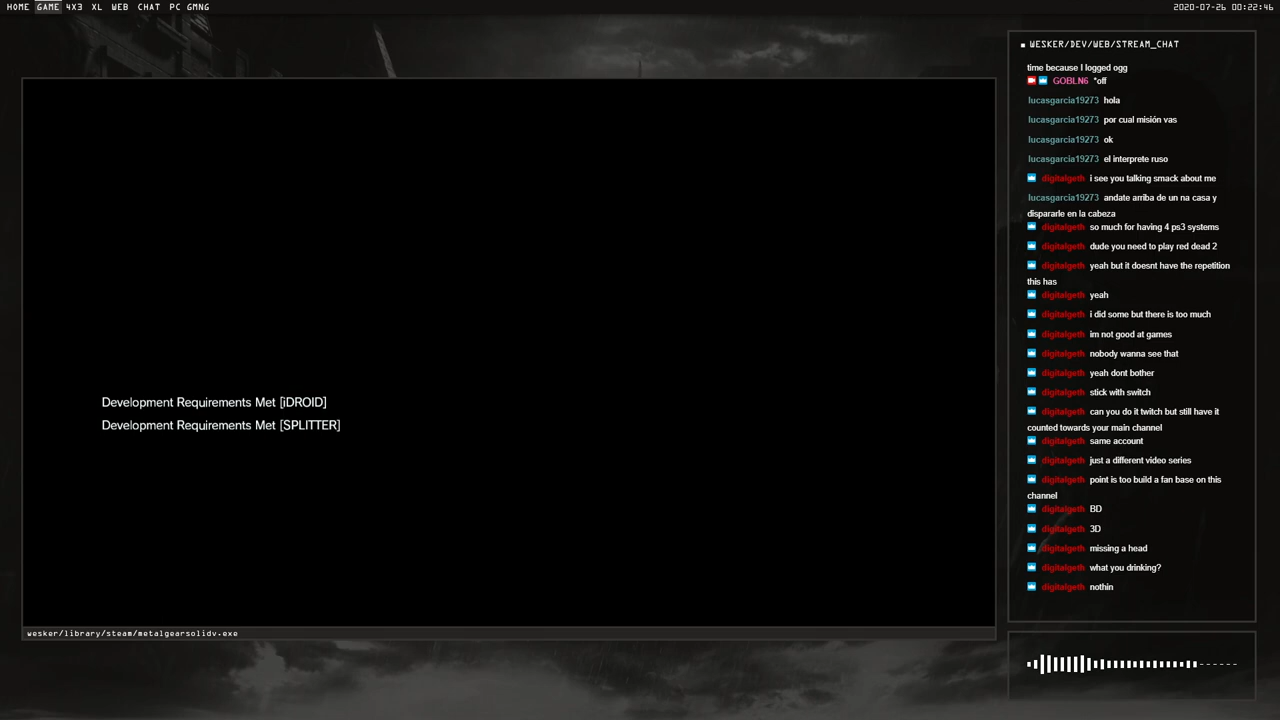 HOME GAME 4X3 XL WEB CHAT PC GMNG
2020-07-26 00:22:46
WESKER/DEV/WEB/STREAM_CHAT
time because I logged ogg
GOBLN6 *off
lucasgarcia19273 hola
lucasgarcia19273 por cual misión vas
lucasgarcia19273 ok
lucasgarcia19273 el interprete ruso
digitalgeth i see you talking smack about me
lucasgarcia19273 andate arriba de un na casa y
dispararle en la cabeza
digitalgeth so much for having 4 ps3 systems
digitalgeth dude you need to play red dead 2
digitalgeth yeah but it doesnt have the repetition
this has
digitalgeth yeah
digitalgeth i did some but there is too much
digitalgeth im not good at games
digitalgeth nobody wanna see that
digitalgeth yeah dont bother
digitalgeth stick with switch
digitalgeth can you do it twitch but still have it
counted towards your main channel
digitalgeth same account
digitalgeth just a different video series
digitalgeth point is too build a fan base on this
channel
digitalgeth BD
digitalgeth 3D
digitalgeth missing a head
digitalgeth what you drinking?
digitalgeth nothin
Development Requirements Met [iDROID]
Development Requirements Met [SPLITTER]
wesker/library/steam/metalgearsolidv.exe